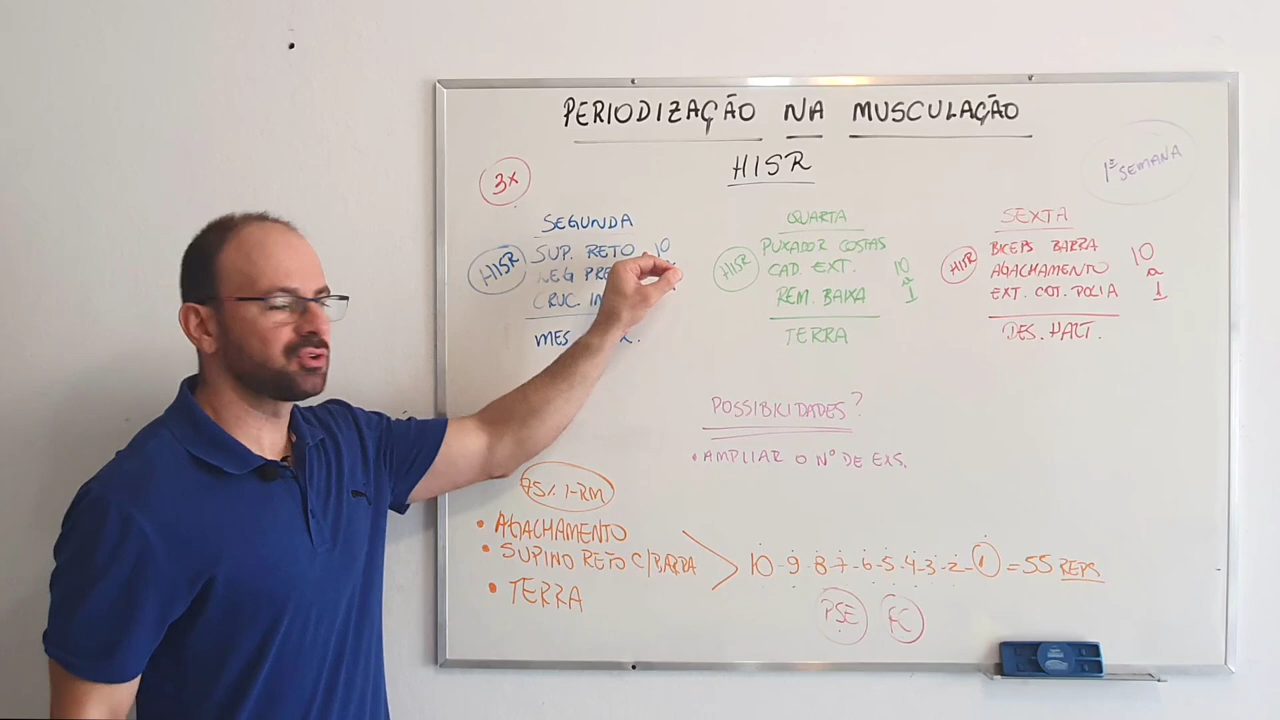 PERIODIZAÇÃO NA MUSCULAÇÃO
HISR
3X
1ª SEMANA
SEGUNDA
HISR
SUP. RETO 10
LEG PRE
CRUC. IN
MES
QUARTA
HISR
PUXADOR COSTAS
CAD. EXT.
REM. BAIXA
10
a
1
TERRA
SEXTA
HISR
BICEPS BARRA
AGACHAMENTO
EXT. COT. POLIA
10
a
1
DES. HALT.
POSSIBILIDADES?
• AMPLIAR O Nº DE EXS.
75% 1-RM
• AGACHAMENTO
• SUPINO RETO C/BARRA
• TERRA
10-9-8-7-6-5-4-3-2-1 = 55 REPS
PSE FC